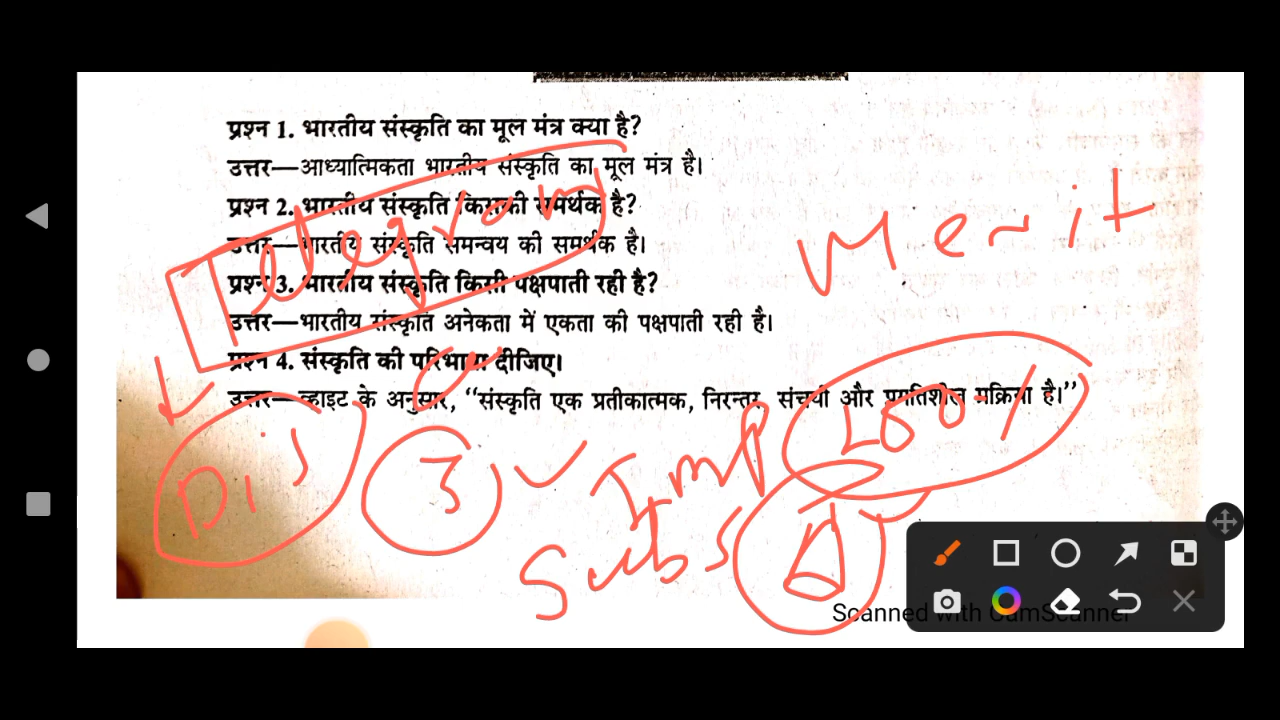 प्रश्न 1. भारतीय संस्कृति का मूल मंत्र क्या है?
उत्तर—आध्यात्मिकता भारतीय संस्कृति का मूल मंत्र है।
प्रश्न 2. भारतीय संस्कृति किसकी समर्थक है?
उत्तर—भारतीय संस्कृति समन्वय की समर्थक है।
प्रश्न 3. भारतीय संस्कृति किसी पक्षपाती रही है?
उत्तर—भारतीय संस्कृति अनेकता में एकता की पक्षपाती रही है।
प्रश्न 4. संस्कृति की परिभाषा दीजिए।
उत्तर— व्हाइट के अनुसार, “संस्कृति एक प्रतीकात्मक, निरन्तर, संचयी और प्रगतिशील मक्रिया है।”
Telegram
Merit
Dis
3
Imp
100%
Subs
Scanned with CamScanner